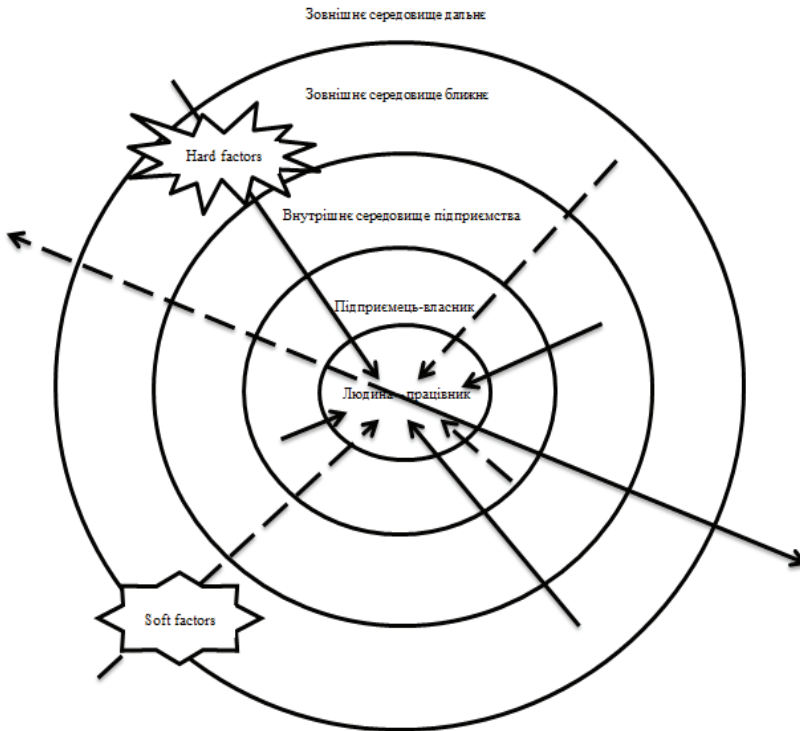 Зовнішнє середовище дальнє
Зовнішнє середовище ближнє
Hard factors
Внутрішнє середовище підприємства
Підприємець-власник
Людина - працівник
Soft factors